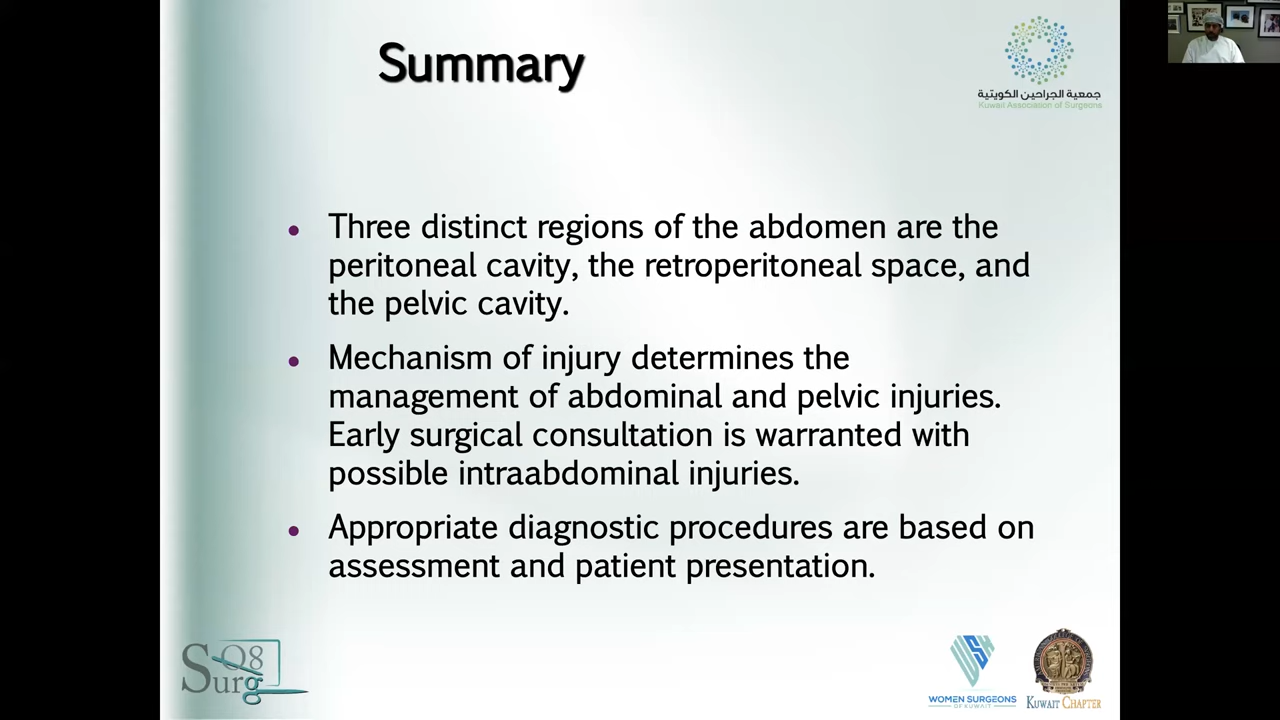 Summary
جمعية الجراحين الكويتية
Kuwait Association of Surgeons
• Three distinct regions of the abdomen are the
peritoneal cavity, the retroperitoneal space, and
the pelvic cavity.
• Mechanism of injury determines the
management of abdominal and pelvic injuries.
Early surgical consultation is warranted with
possible intraabdominal injuries.
• Appropriate diagnostic procedures are based on
assessment and patient presentation.
Q8
Surg
WOMEN SURGEONS
OF KUWAIT
KUWAIT CHAPTER